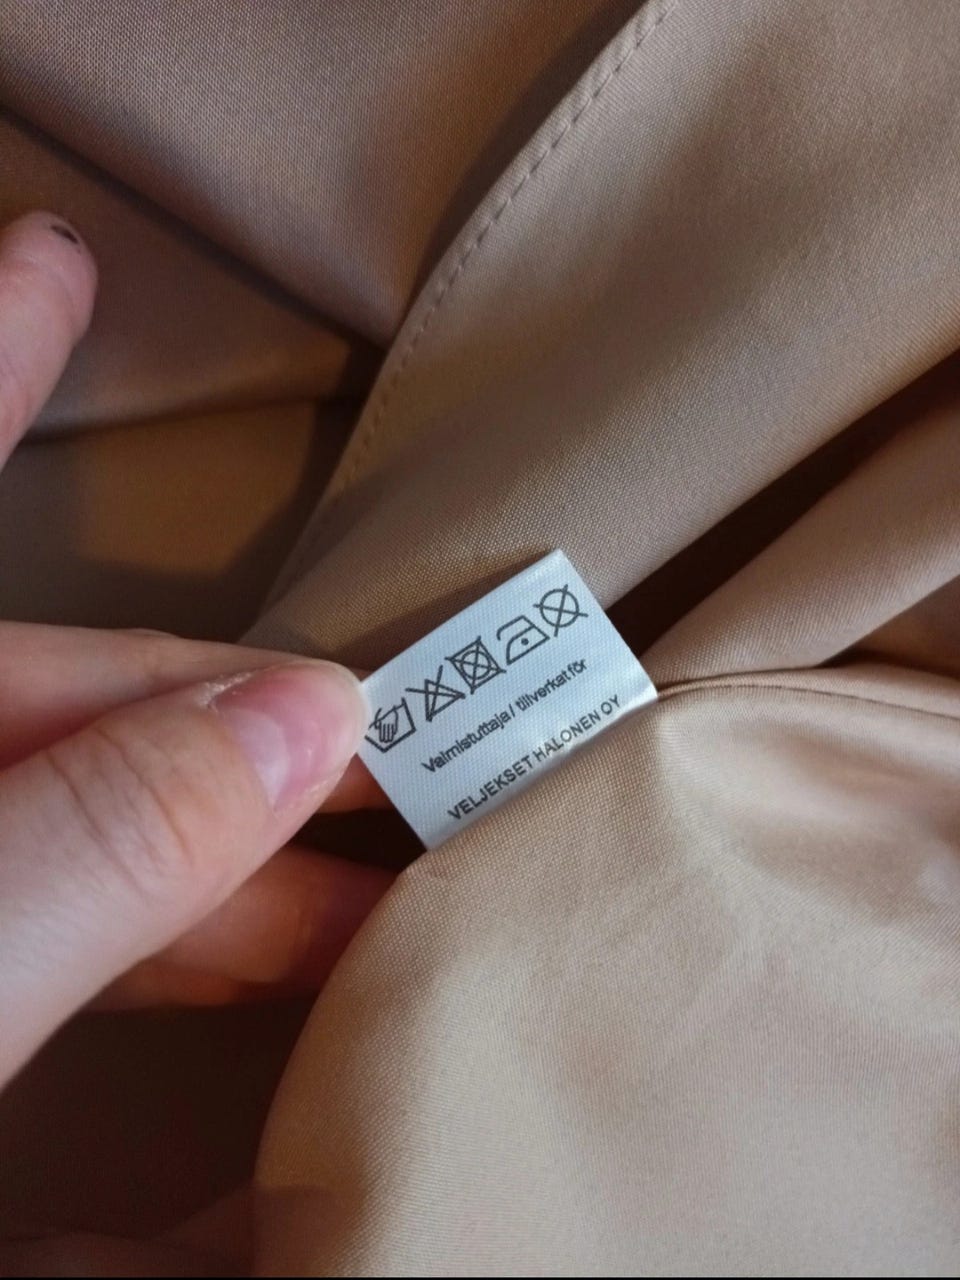 Valmistuttaja / tillverkat för
VELJEKSET HALONEN OY